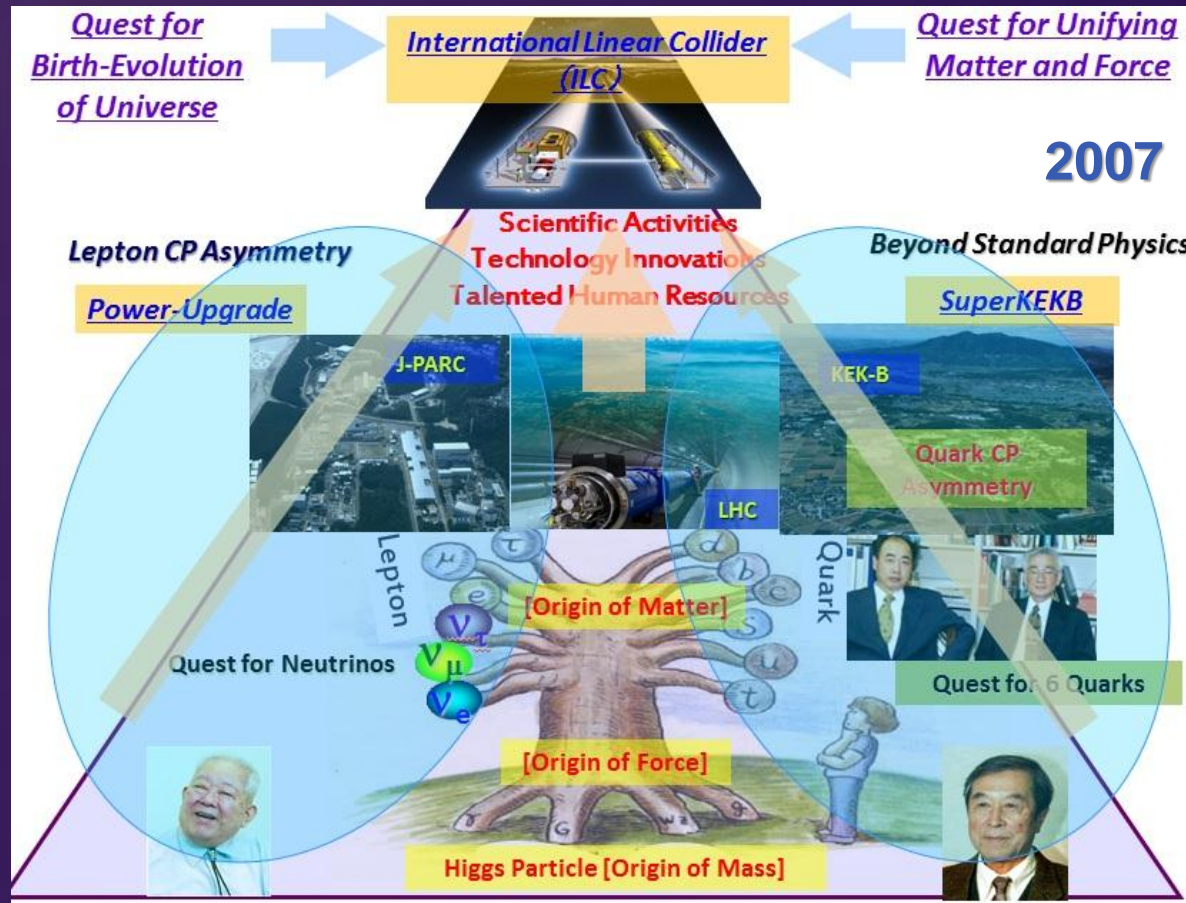 Quest for
Birth-Evolution
of Universe
International Linear Collider
(ILC)
Quest for Unifying
Matter and Force
2007
Scientific Activities
Technology Innovations
Talented Human Resources
Lepton CP Asymmetry
Power-Upgrade
Beyond Standard Physics
SuperKEKB
J-PARC
KEK-B
Quark CP
Asymmetry
LHC
Lepton
Quark
μ
τ
e
d
b
c
s
u
t
[Origin of Matter]
ντ
νμ
νe
Quest for Neutrinos
Quest for 6 Quarks
[Origin of Force]
γ
G
W
g
Higgs Particle [Origin of Mass]